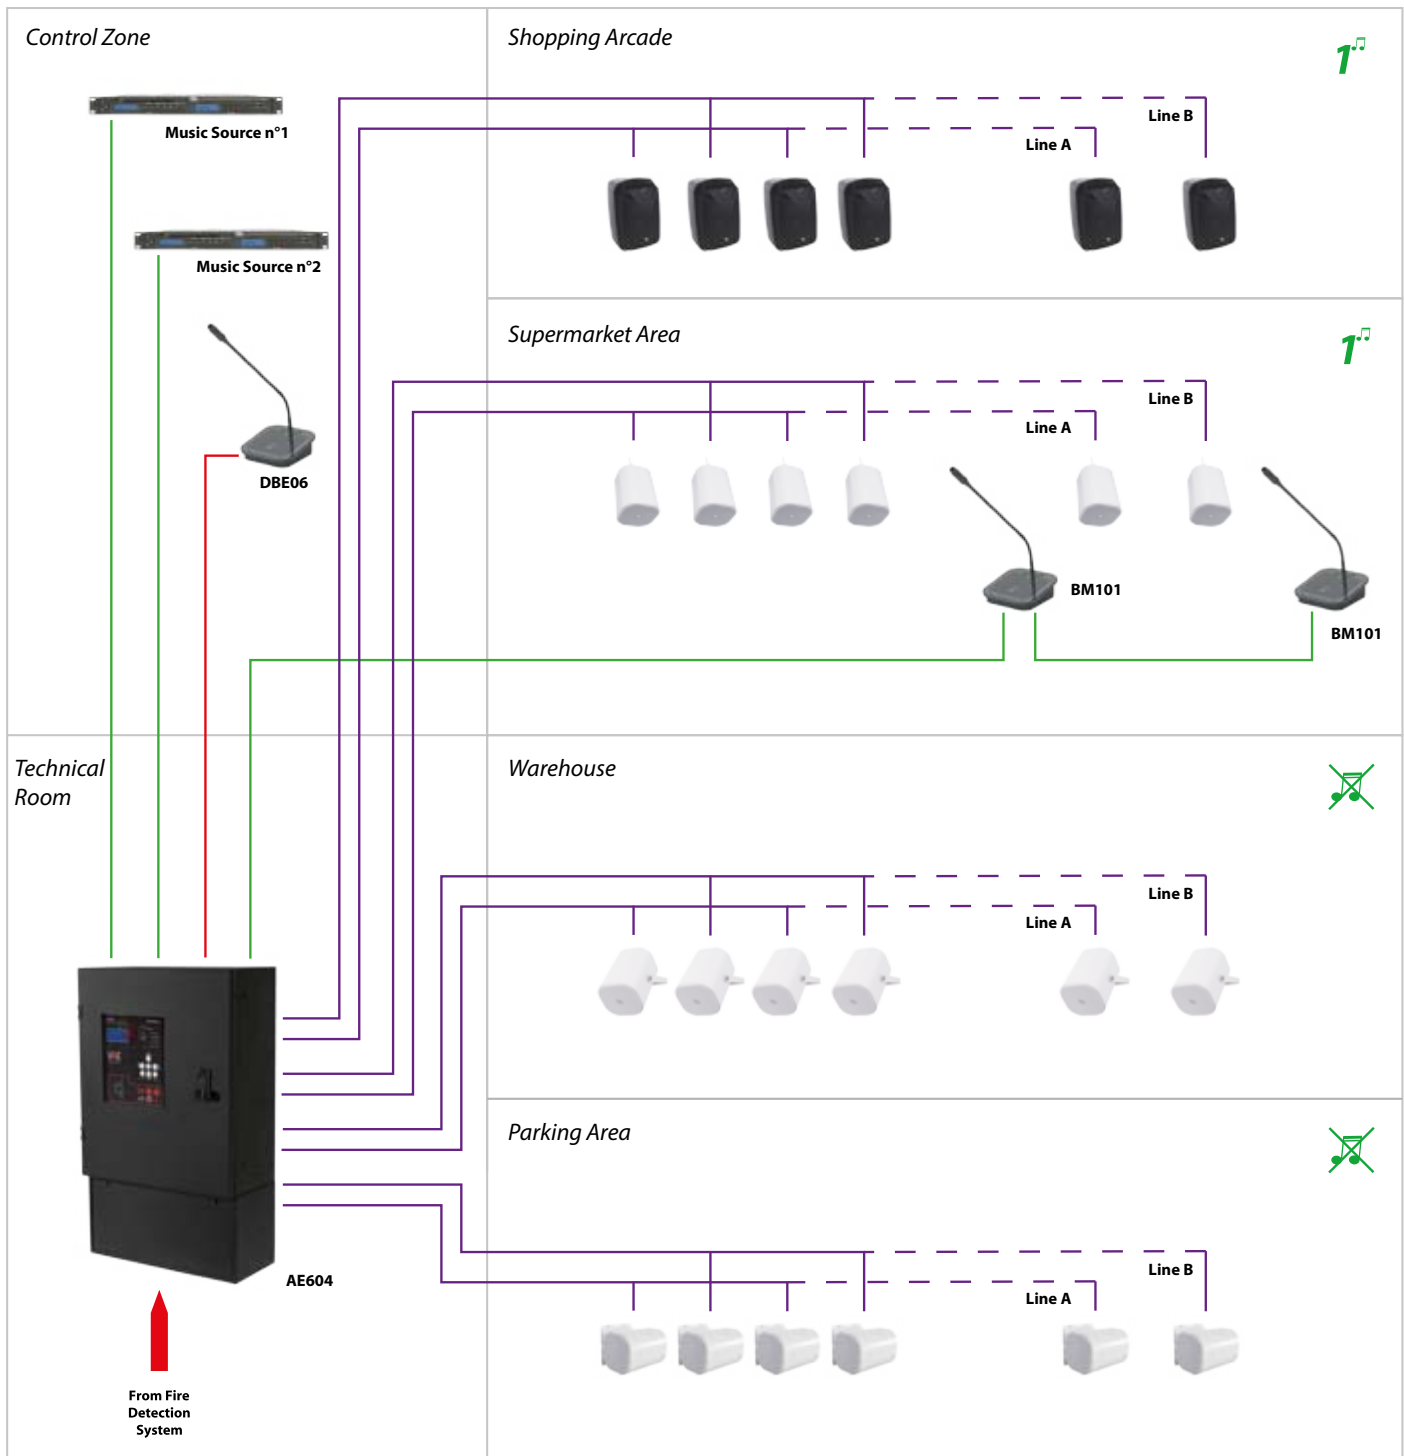 Control Zone
Music Source n°1
Music Source n°2
DBE06
Shopping Arcade
1
Line B
Line A
Supermarket Area
1
Line B
Line A
BM101
BM101
Technical
Room
AE604
From Fire
Detection
System
Warehouse
Line B
Line A
Parking Area
Line B
Line A